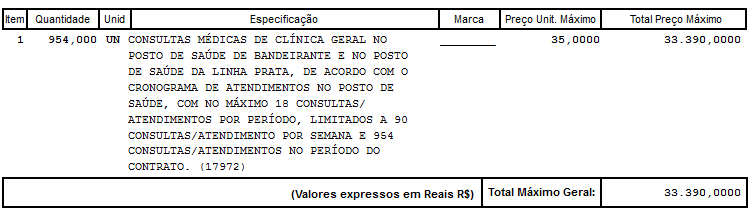 Item Quantidade Unid Especificação Marca Preço Unit. Máximo Total Preço Máximo
1 954,000 UN CONSULTAS MÉDICAS DE CLÍNICA GERAL NO ________ 35,0000 33.390,0000
POSTO DE SAÚDE DE BANDEIRANTE E NO POSTO
DE SAÚDE DA LINHA PRATA, DE ACORDO COM O
CRONOGRAMA DE ATENDIMENTOS NO POSTO DE
SAÚDE, COM NO MÁXIMO 18 CONSULTAS/
ATENDIMENTOS POR PERÍODO, LIMITADOS A 90
CONSULTAS/ATENDIMENTO POR SEMANA E 954
CONSULTAS/ATENDIMENTOS NO PERÍODO DO
CONTRATO. (17972)
(Valores expressos em Reais R$) Total Máximo Geral: 33.390,0000